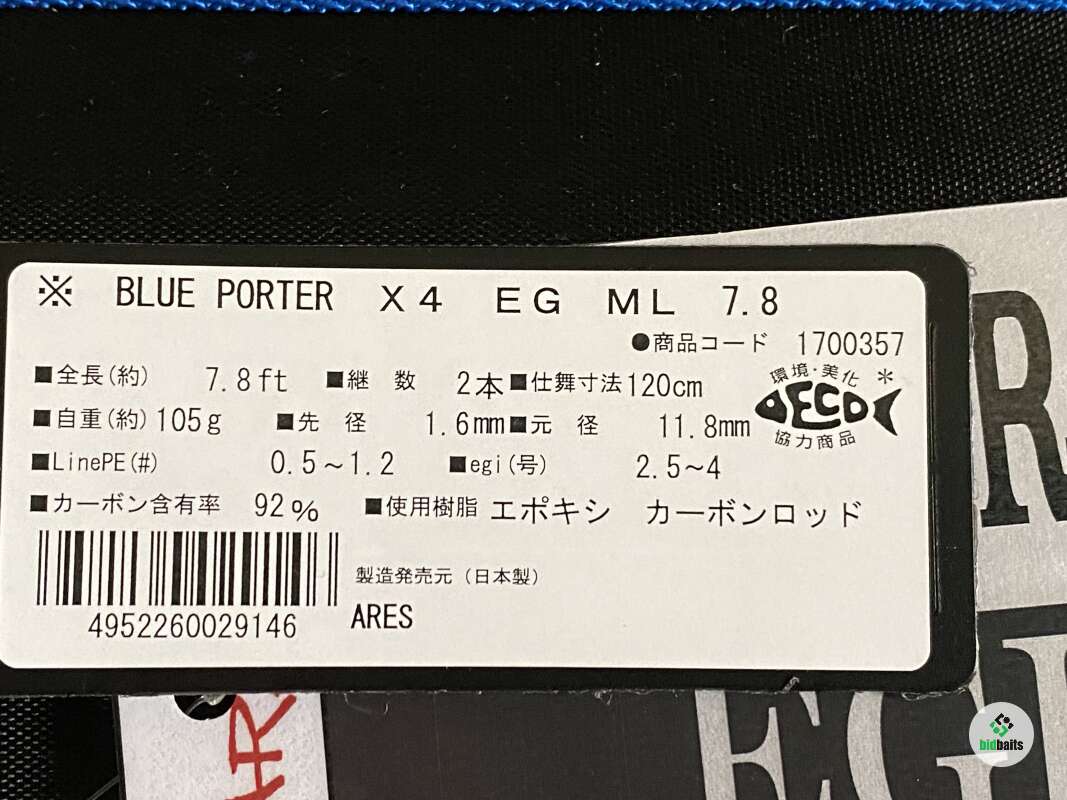 ※ BLUE PORTER X4 EG ML 7.8
●商品コード 1700357
■全長(約) 7.8ft ■継数 2本 ■仕舞寸法 120cm
環境・美化
■自重(約) 105g ■先径 1.6mm ■元径 11.8mm
ECO
協力商品
■LinePE(#) 0.5~1.2 ■egi(号) 2.5~4
■カーボン含有率 92% ■使用樹脂 エポキシ カーボンロッド
製造発売元(日本製)
4952260029146 ARES
R
EGI
AR
bidbaits